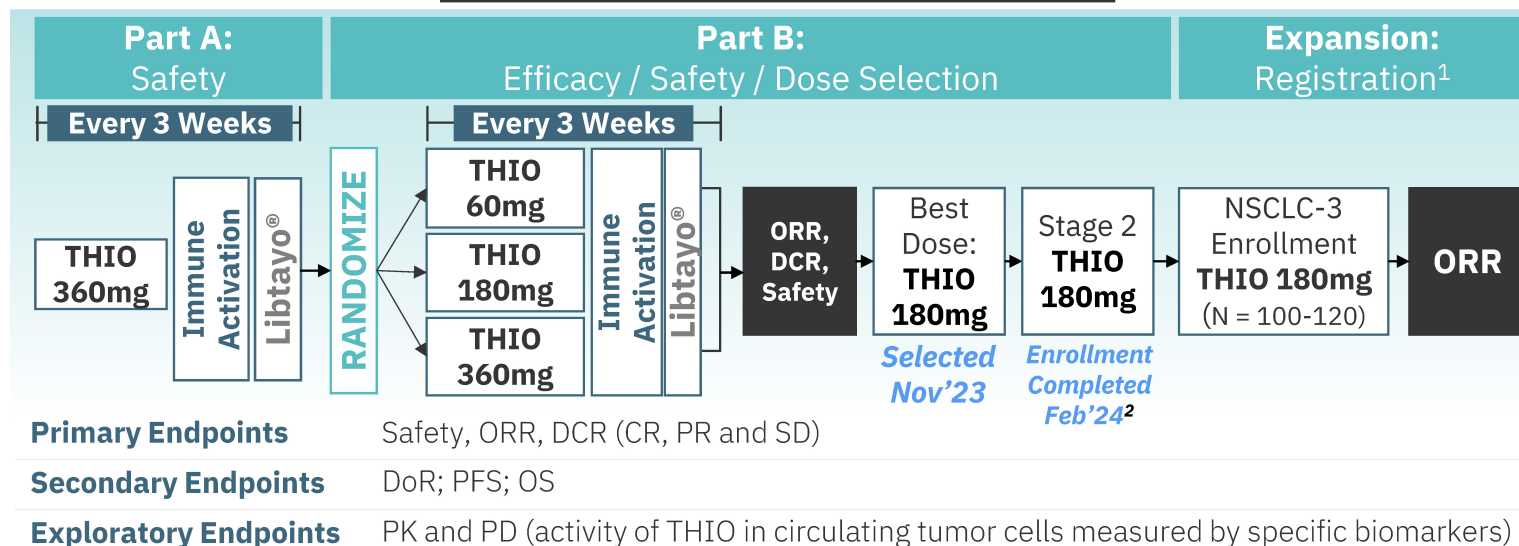 Part A:
Safety
Part B:
Efficacy / Safety / Dose Selection
Expansion:
Registration¹
Every 3 Weeks
Every 3 Weeks
THIO
360mg
Immune
Activation
Libtayo®
RANDOMIZE
THIO
60mg
THIO
180mg
THIO
360mg
Immune
Activation
Libtayo®
ORR,
DCR,
Safety
Best
Dose:
THIO
180mg
Selected
Nov’23
Stage 2
THIO
180mg
Enrollment
Completed
Feb’24²
NSCLC-3
Enrollment
THIO 180mg
(N = 100-120)
ORR
Primary Endpoints
Safety, ORR, DCR (CR, PR and SD)
Secondary Endpoints
DoR; PFS; OS
Exploratory Endpoints
PK and PD (activity of THIO in circulating tumor cells measured by specific biomarkers)